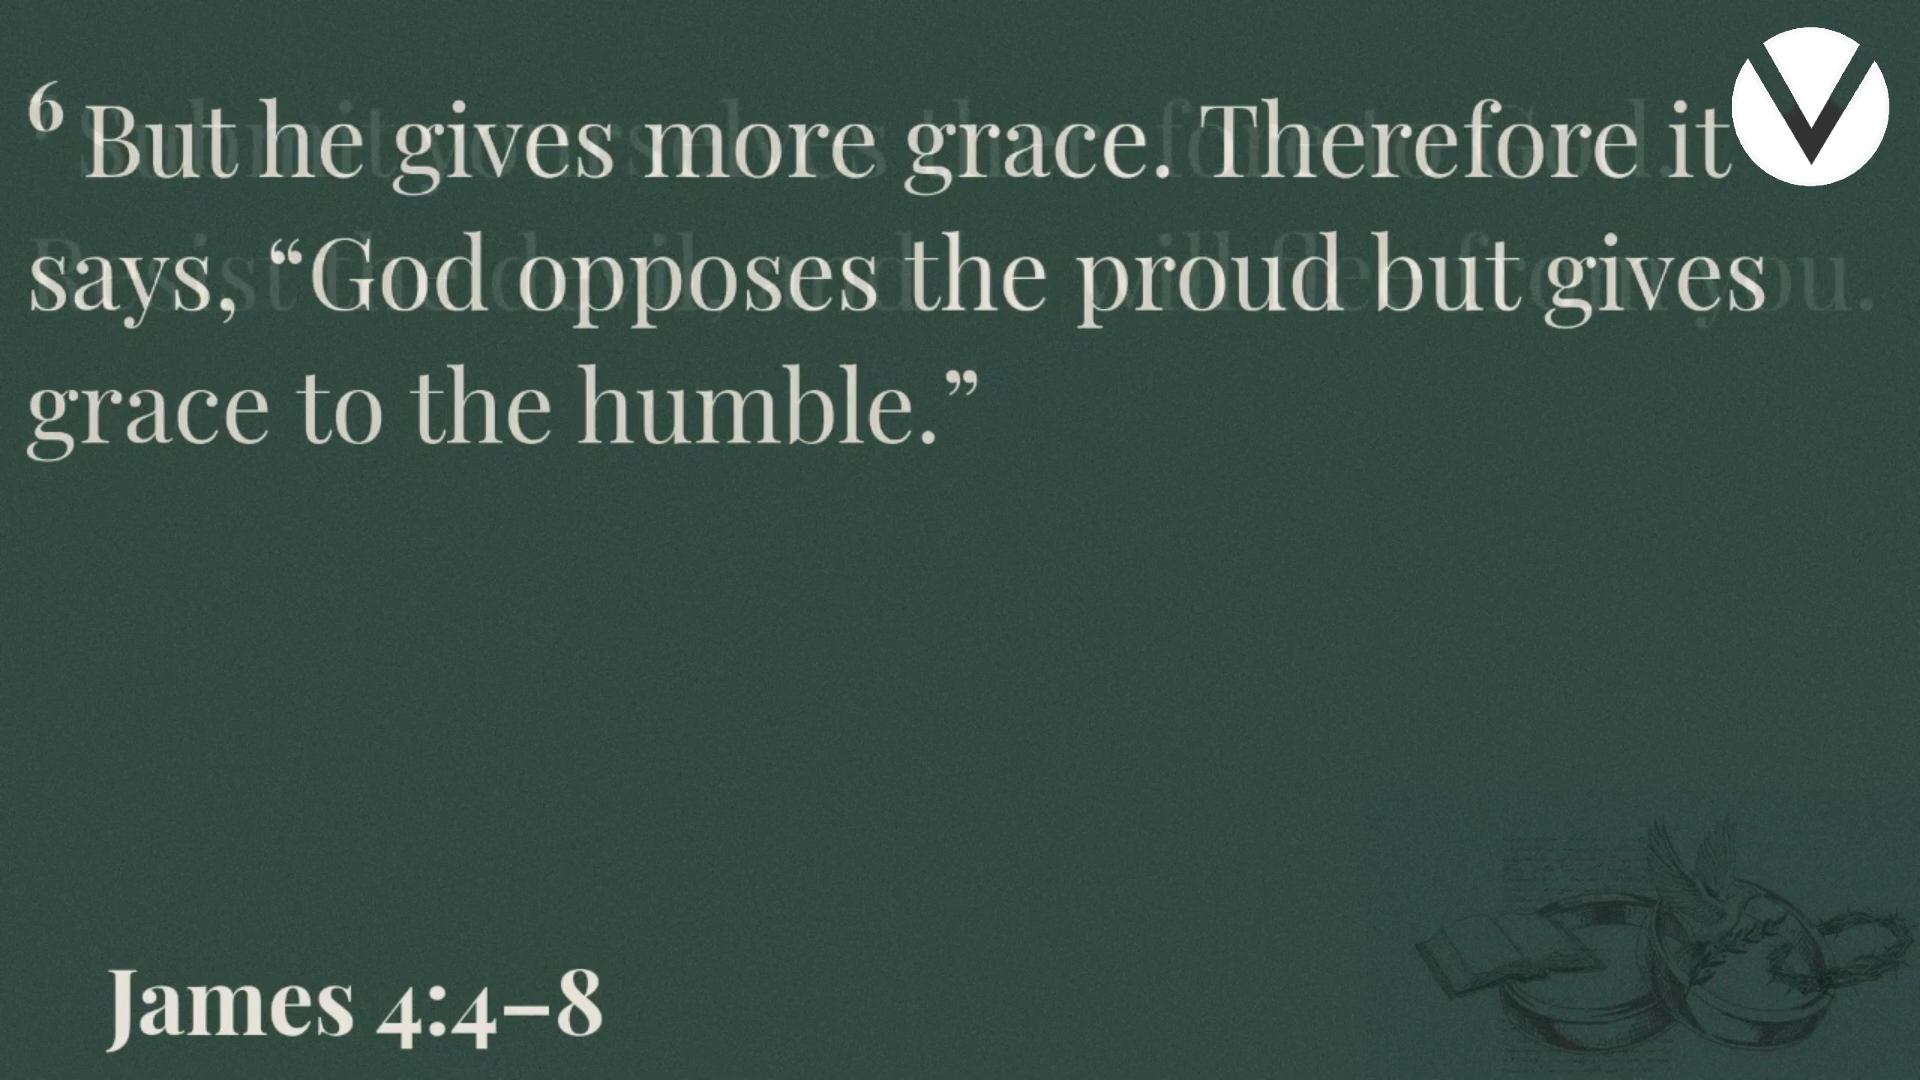 6 But he gives more grace. Therefore it
says, “God opposes the proud but gives
grace to the humble.”
James 4:4–8